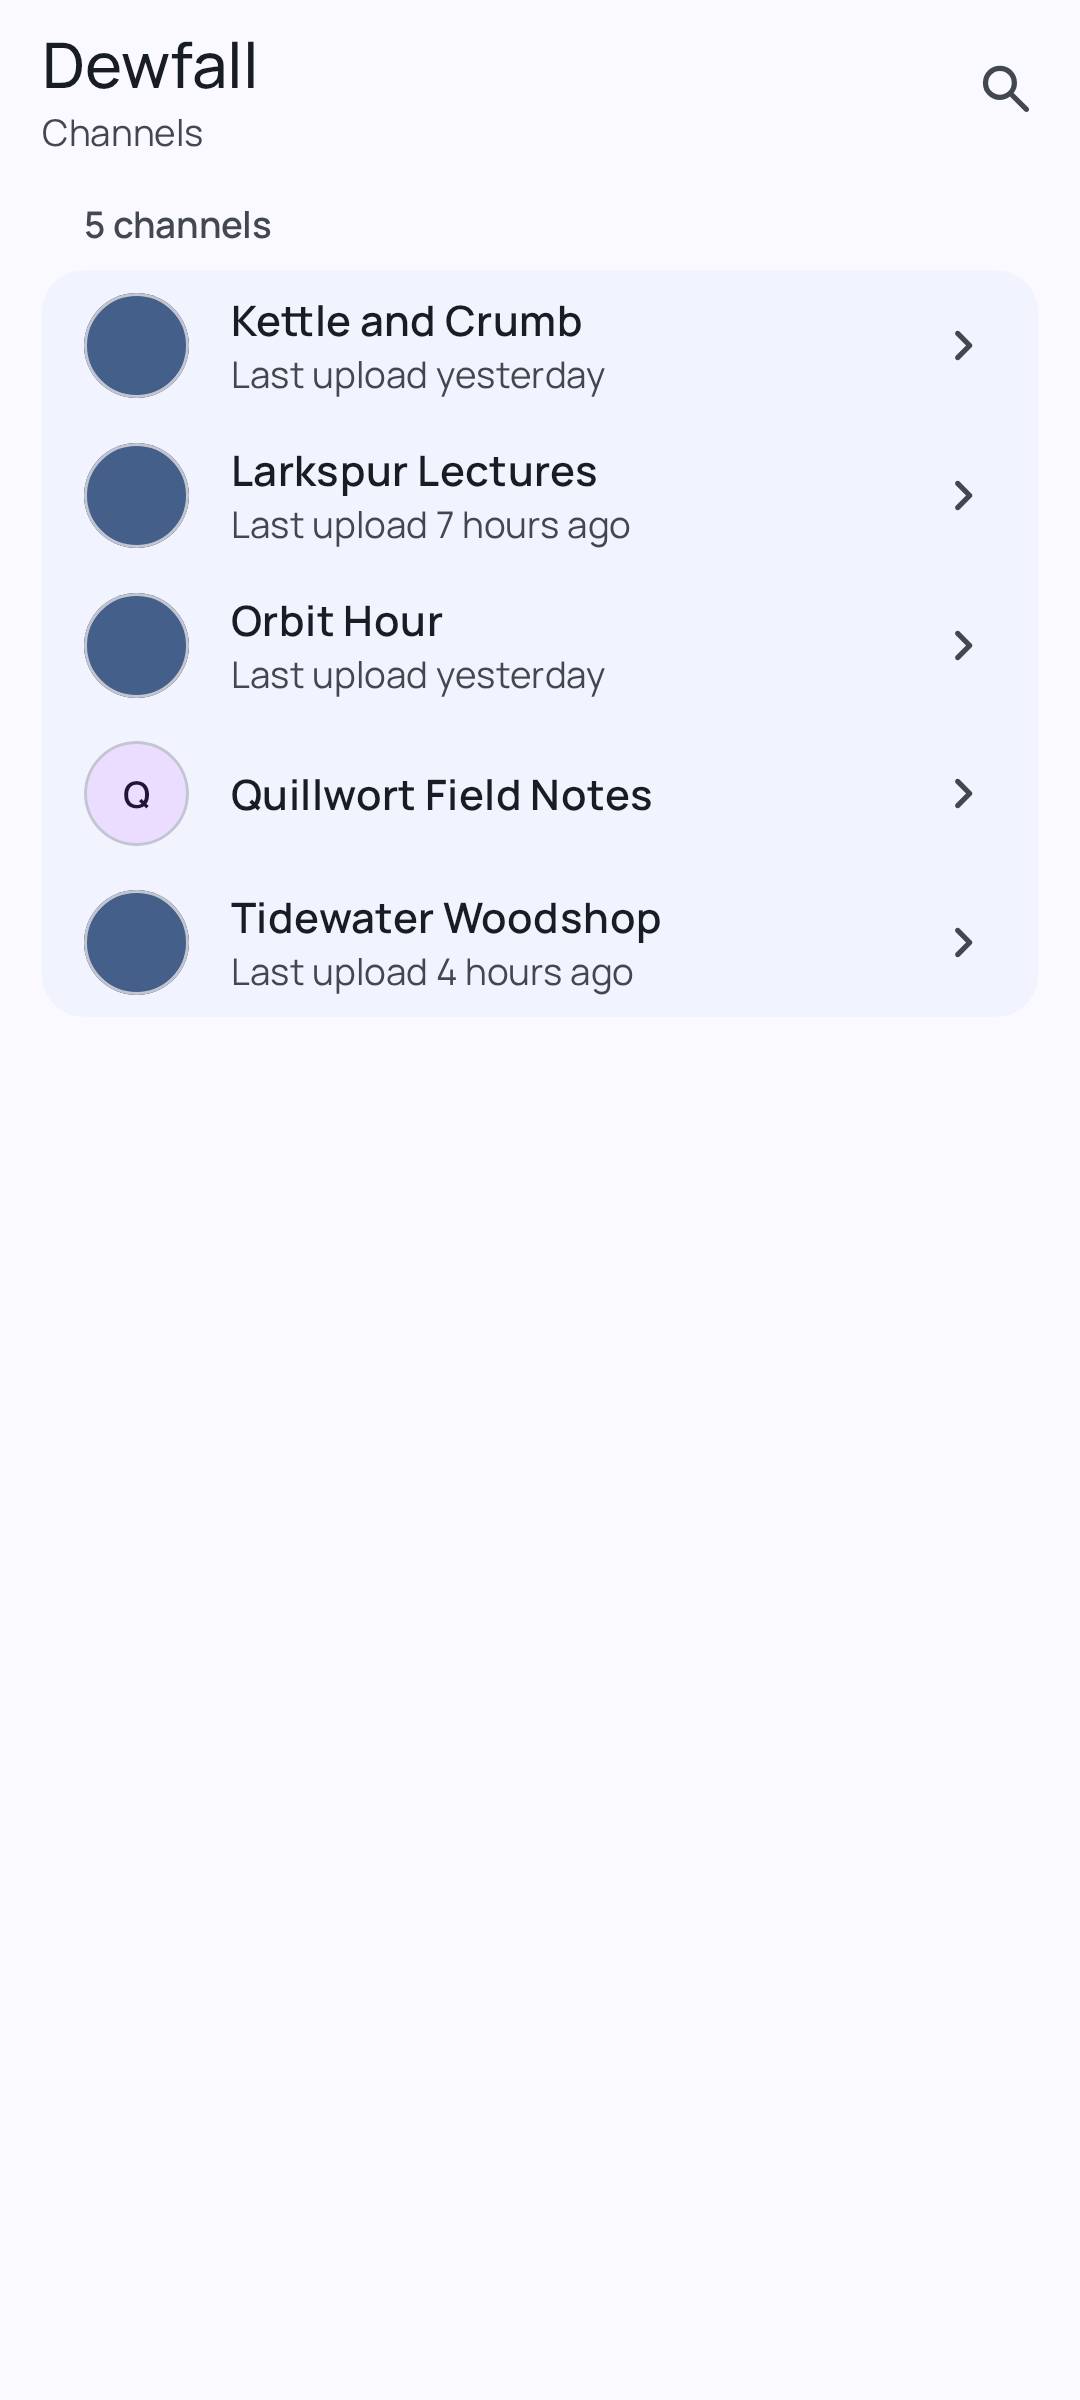 Dewfall
Channels
5 channels
Kettle and Crumb
Last upload yesterday
Larkspur Lectures
Last upload 7 hours ago
Orbit Hour
Last upload yesterday
Q
Quillwort Field Notes
Tidewater Woodshop
Last upload 4 hours ago